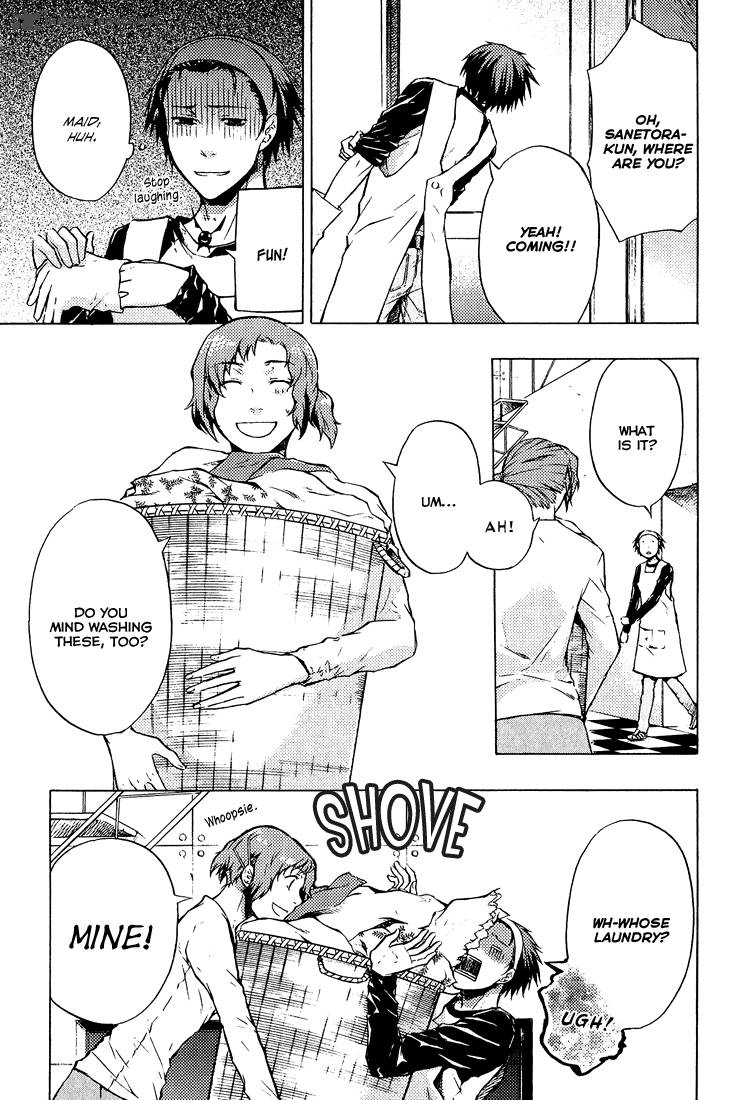 OH,
SANETORA-
KUN, WHERE
ARE YOU?
YEAH!
COMING!!
MAID,
HUH.
Stop
laughing.
FUN!
WHAT
IS IT?
UM...
AH!
DO YOU
MIND WASHING
THESE, TOO?
SHOVE
Whoopsie.
WH-WHOSE
LAUNDRY?
UGH!
MINE!